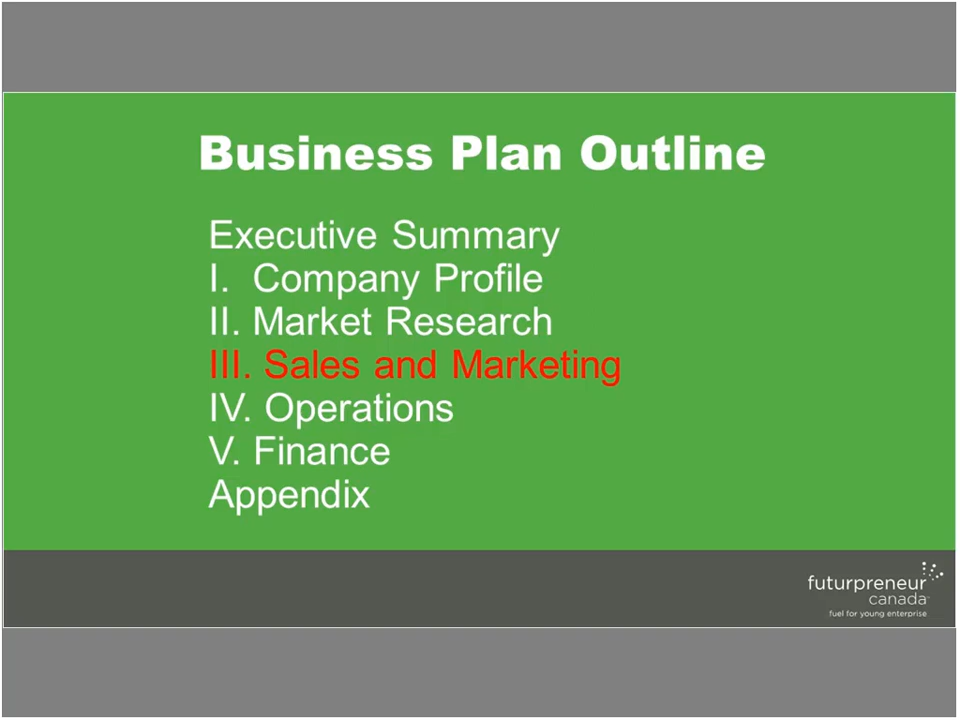 Business Plan Outline
Executive Summary
I. Company Profile
II. Market Research
III. Sales and Marketing
IV. Operations
V. Finance
Appendix
futurpreneur
canada
fuel for young enterprise